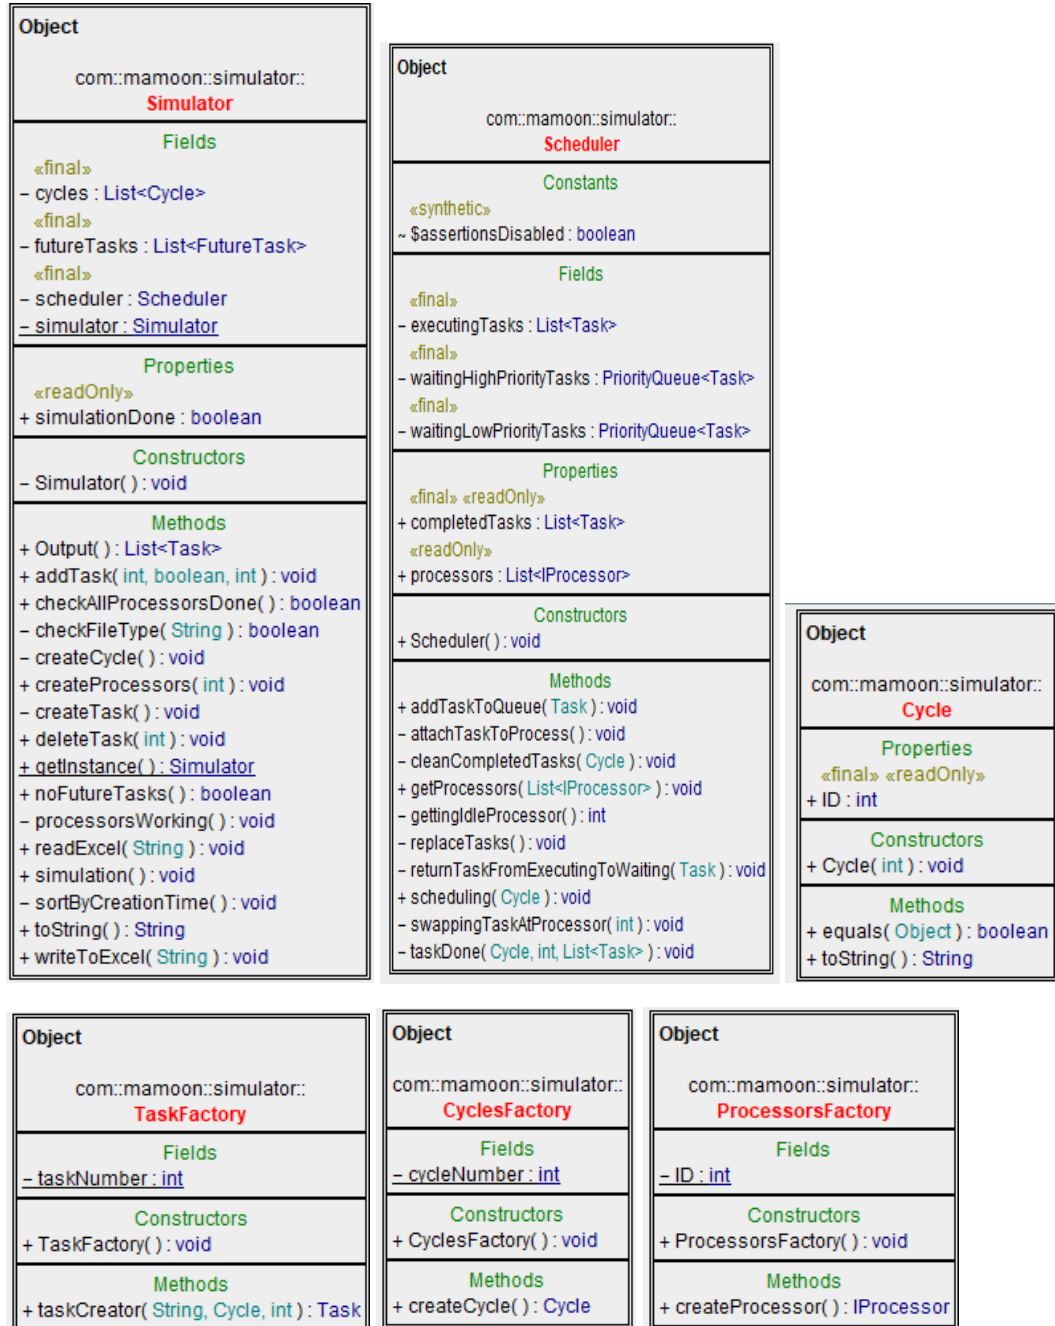 Object
com::mamoon::simulator::
Simulator
Fields
«final»
– cycles : List<Cycle>
«final»
– futureTasks : List<FutureTask>
«final»
– scheduler : Scheduler
– simulator : Simulator
Properties
«readOnly»
+ simulationDone : boolean
Constructors
– Simulator( ) : void
Methods
+ Output( ) : List<Task>
+ addTask( int, boolean, int ) : void
+ checkAllProcessorsDone( ) : boolean
– checkFileType( String ) : boolean
– createCycle( ) : void
+ createProcessors( int ) : void
– createTask( ) : void
+ deleteTask( int ) : void
+ getInstance( ) : Simulator
+ noFutureTasks( ) : boolean
– processorsWorking( ) : void
+ readExcel( String ) : void
+ simulation( ) : void
– sortByCreationTime( ) : void
+ toString( ) : String
+ writeToExcel( String ) : void
Object
com::mamoon::simulator::
Scheduler
Constants
«synthetic»
~ $assertionsDisabled : boolean
Fields
«final»
– executingTasks : List<Task>
«final»
– waitingHighPriorityTasks : PriorityQueue<Task>
«final»
– waitingLowPriorityTasks : PriorityQueue<Task>
Properties
«final» «readOnly»
+ completedTasks : List<Task>
«readOnly»
+ processors : List<IProcessor>
Constructors
+ Scheduler( ) : void
Methods
+ addTaskToQueue( Task ) : void
– attachTaskToProcess( ) : void
– cleanCompletedTasks( Cycle ) : void
+ getProcessors( List<IProcessor> ) : void
– gettingIdleProcessor( ) : int
– replaceTasks( ) : void
– returnTaskFromExecutingToWaiting( Task ) : void
+ scheduling( Cycle ) : void
– swappingTaskAtProcessor( int ) : void
– taskDone( Cycle, int, List<Task> ) : void
Object
com::mamoon::simulator::
Cycle
Properties
«final» «readOnly»
+ ID : int
Constructors
+ Cycle( int ) : void
Methods
+ equals( Object ) : boolean
+ toString( ) : String
Object
com::mamoon::simulator::
TaskFactory
Fields
– taskNumber : int
Constructors
+ TaskFactory( ) : void
Methods
+ taskCreator( String, Cycle, int ) : Task
Object
com::mamoon::simulator::
CyclesFactory
Fields
– cycleNumber : int
Constructors
+ CyclesFactory( ) : void
Methods
+ createCycle( ) : Cycle
Object
com::mamoon::simulator::
ProcessorsFactory
Fields
– ID : int
Constructors
+ ProcessorsFactory( ) : void
Methods
+ createProcessor( ) : IProcessor